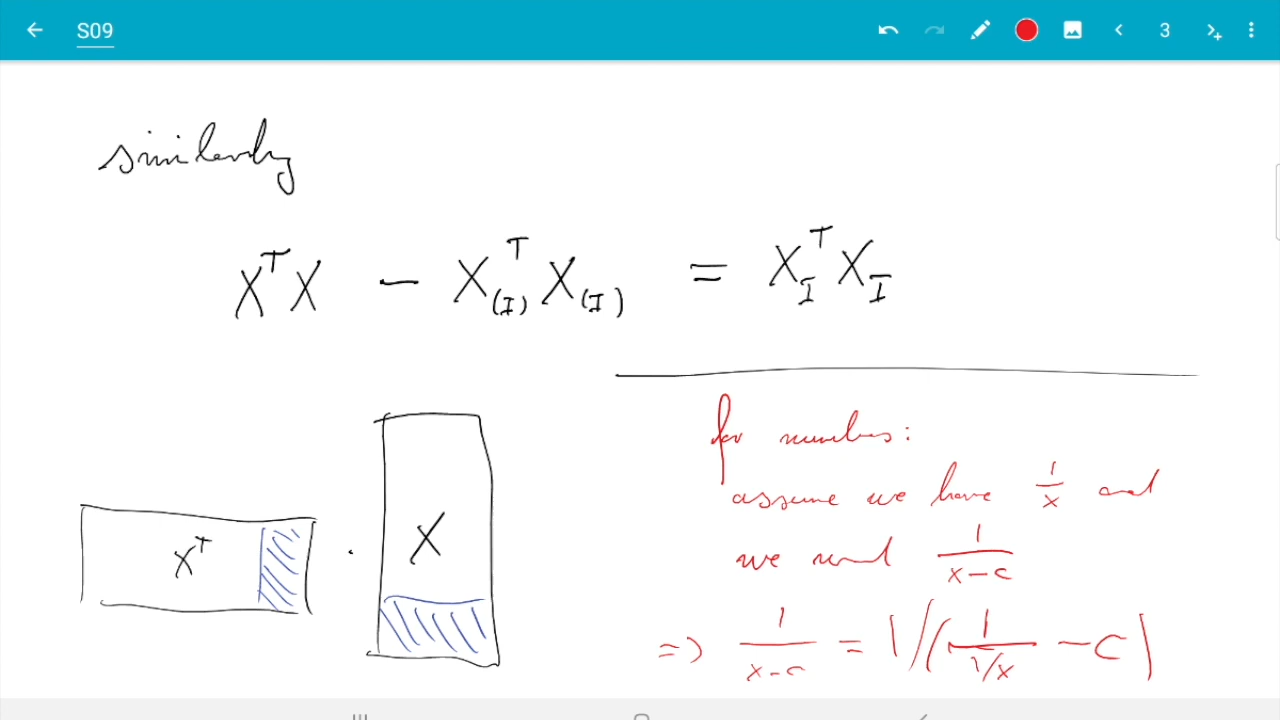 S09
3
similarly
X^T X − X_(I)^T X_(I) = X_I^T X_I
for numbers:
assume we have 1/x and
we need 1/(x−c)
=> 1/(x−c) = 1/(1/(1/x) − c)
X^T · X